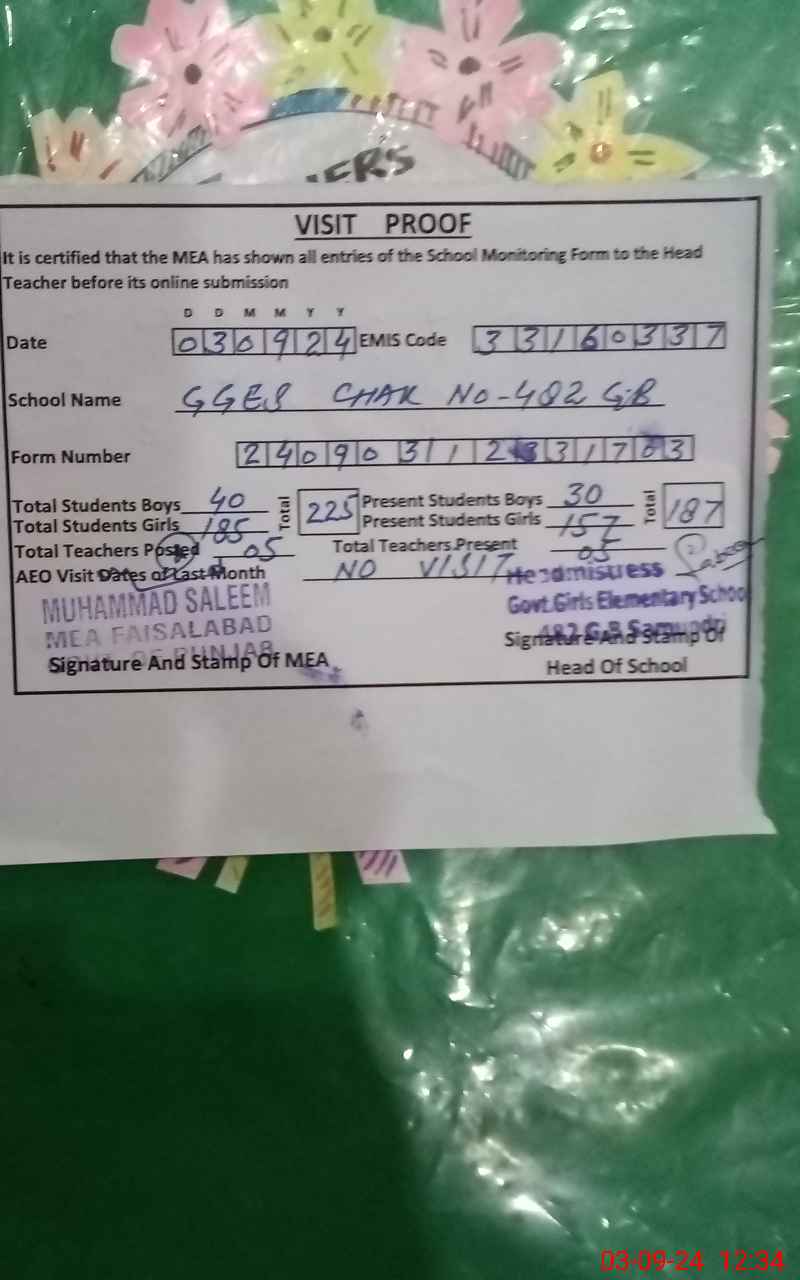 VISIT PROOF
It is certified that the MEA has shown all entries of the School Monitoring Form to the Head
Teacher before its online submission
D D M M Y Y
Date 030924 EMIS Code 33160337
School Name GGES CHAK NO-482 GB
Form Number
Total Students Boys 40 Total 225 Present Students Boys 30 Total 187
Total Students Girls 185 Present Students Girls 157
Total Teachers Posted 05 Total Teachers Present 05
AEO Visit Dates of Last Month NO VISIT
Headmistress
MUHAMMAD SALEEM Govt.Girls Elementary School
MEA FAISALABAD 482 G.B Samundri
Signature And Stamp Of MEA Signature And Stamp Of
Head Of School
03-09-24 12:34